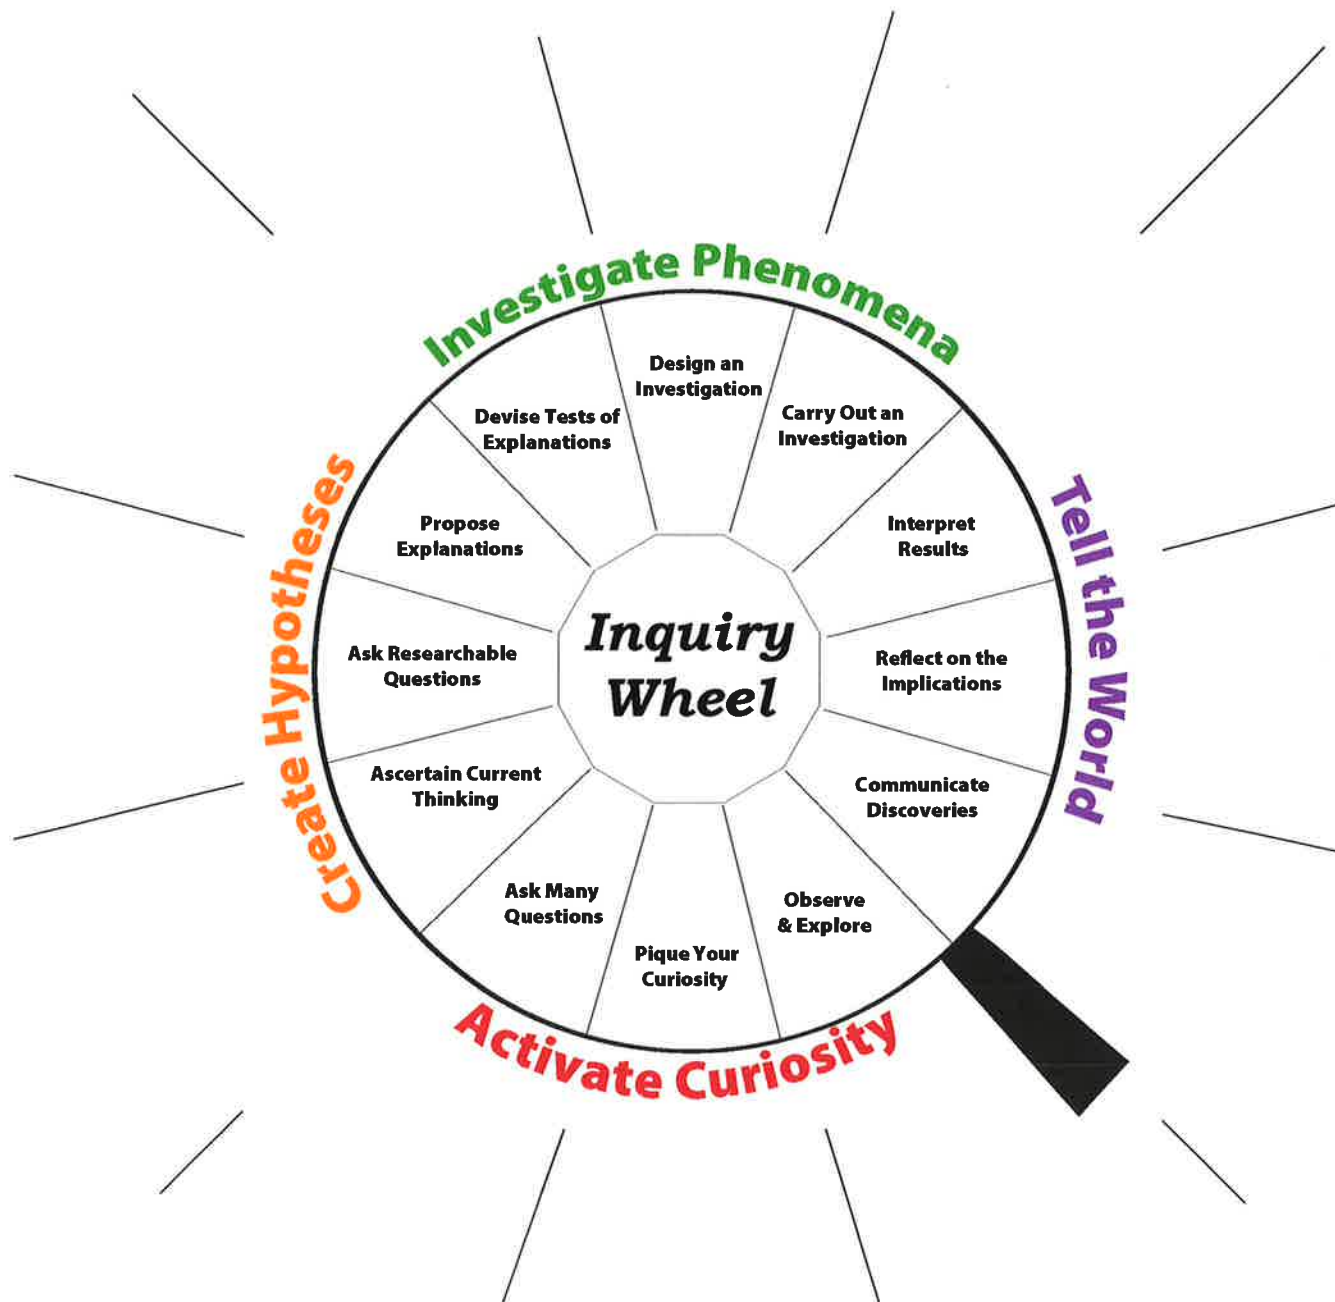 Investigate Phenomena
Design an
Investigation
Devise Tests of
Explanations
Carry Out an
Investigation
Create Hypotheses
Propose
Explanations
Interpret
Results
Tell the World
Ask Researchable
Questions
Inquiry
Wheel
Reflect on the
Implications
Ascertain Current
Thinking
Communicate
Discoveries
Ask Many
Questions
Observe
& Explore
Pique Your
Curiosity
Activate Curiosity